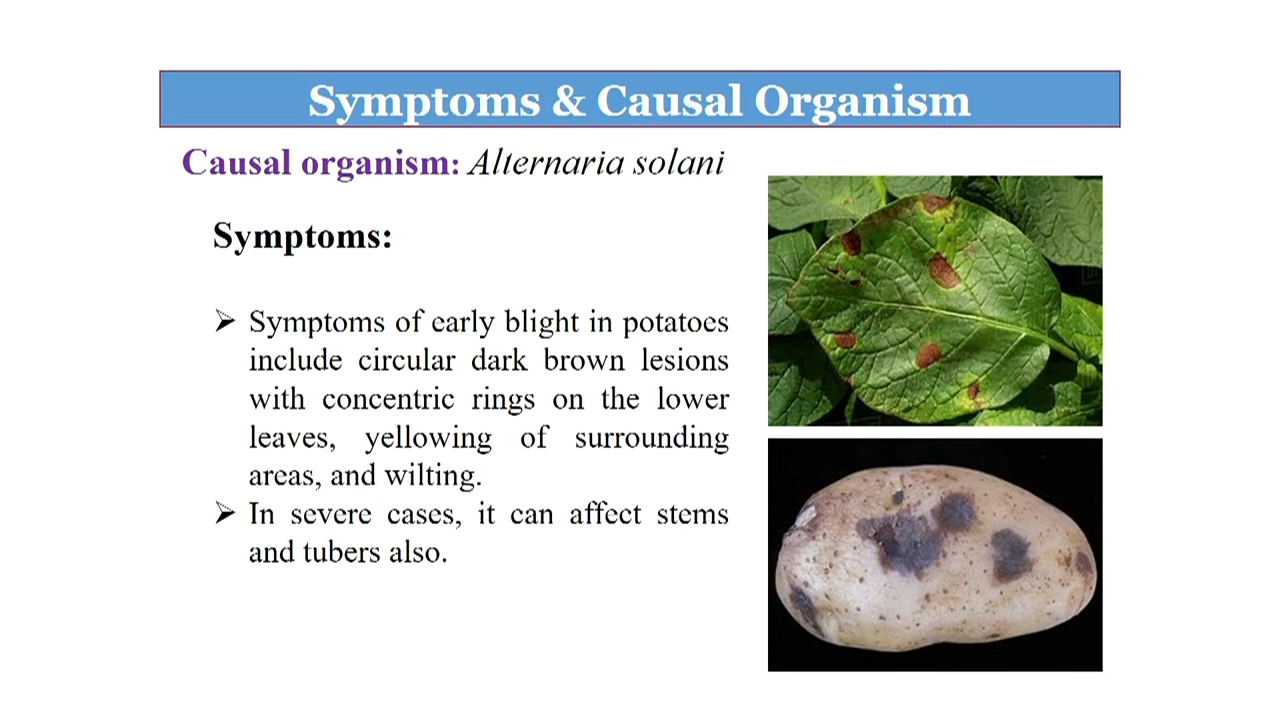 Symptoms & Causal Organism
Causal organism: Alternaria solani
Symptoms:
➢ Symptoms of early blight in potatoes
include circular dark brown lesions
with concentric rings on the lower
leaves, yellowing of surrounding
areas, and wilting.
➢ In severe cases, it can affect stems
and tubers also.